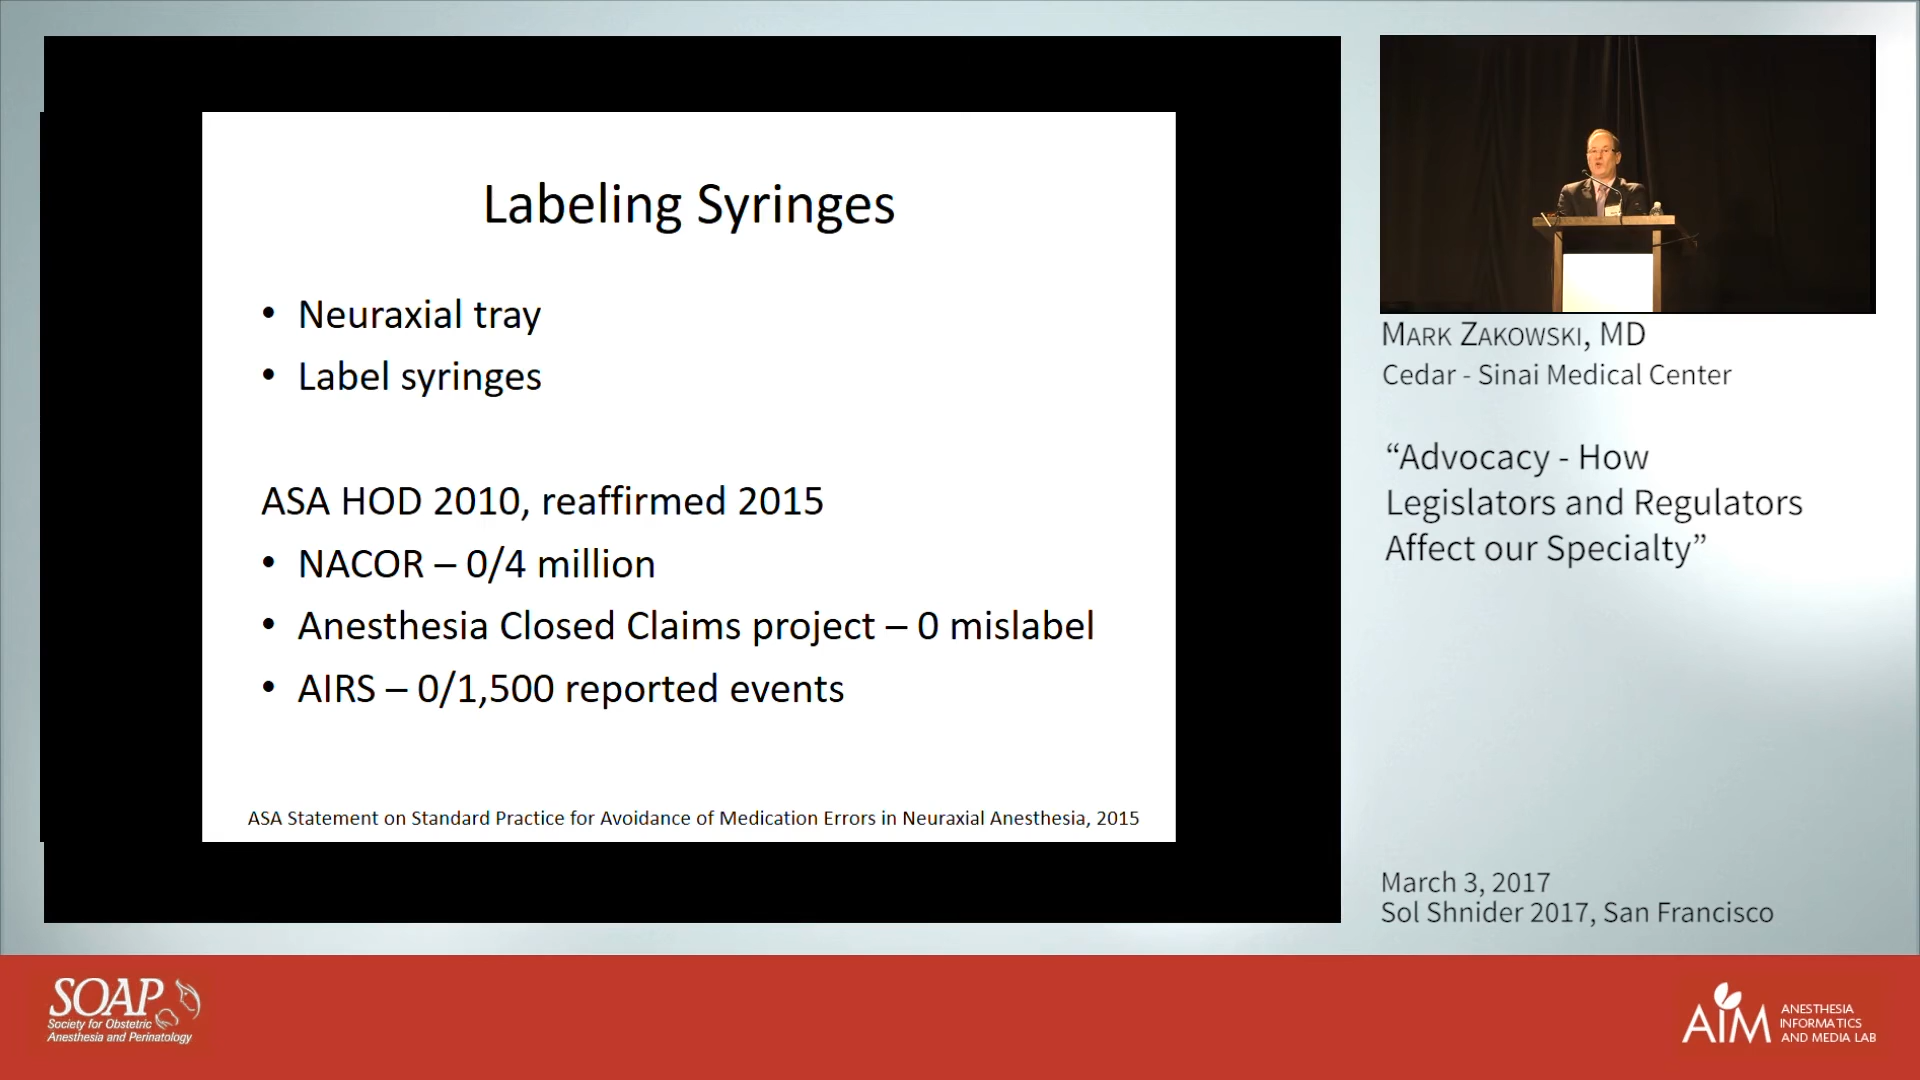 Labeling Syringes
• Neuraxial tray
• Label syringes
ASA HOD 2010, reaffirmed 2015
• NACOR – 0/4 million
• Anesthesia Closed Claims project – 0 mislabel
• AIRS – 0/1,500 reported events
ASA Statement on Standard Practice for Avoidance of Medication Errors in Neuraxial Anesthesia, 2015
MARK ZAKOWSKI, MD
Cedar - Sinai Medical Center
“Advocacy - How
Legislators and Regulators
Affect our Specialty”
March 3, 2017
Sol Shnider 2017, San Francisco
SOAP
Society for Obstetric
Anesthesia and Perinatology
AIM
ANESTHESIA
INFORMATICS
AND MEDIA LAB